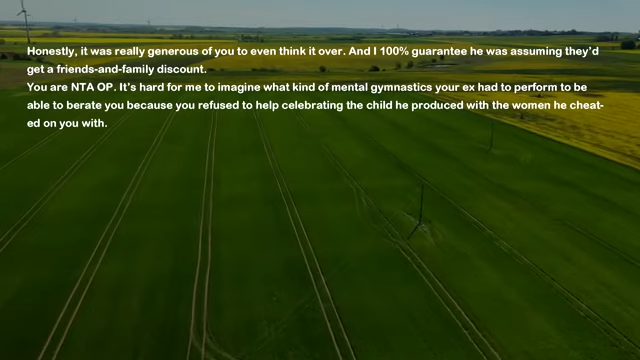 Honestly, it was really generous of you to even think it over. And I 100% guarantee he was assuming they'd
get a friends-and-family discount.
You are NTA OP. It's hard for me to imagine what kind of mental gymnastics your ex had to perform to be
able to berate you because you refused to help celebrating the child he produced with the women he cheat-
ed on you with.